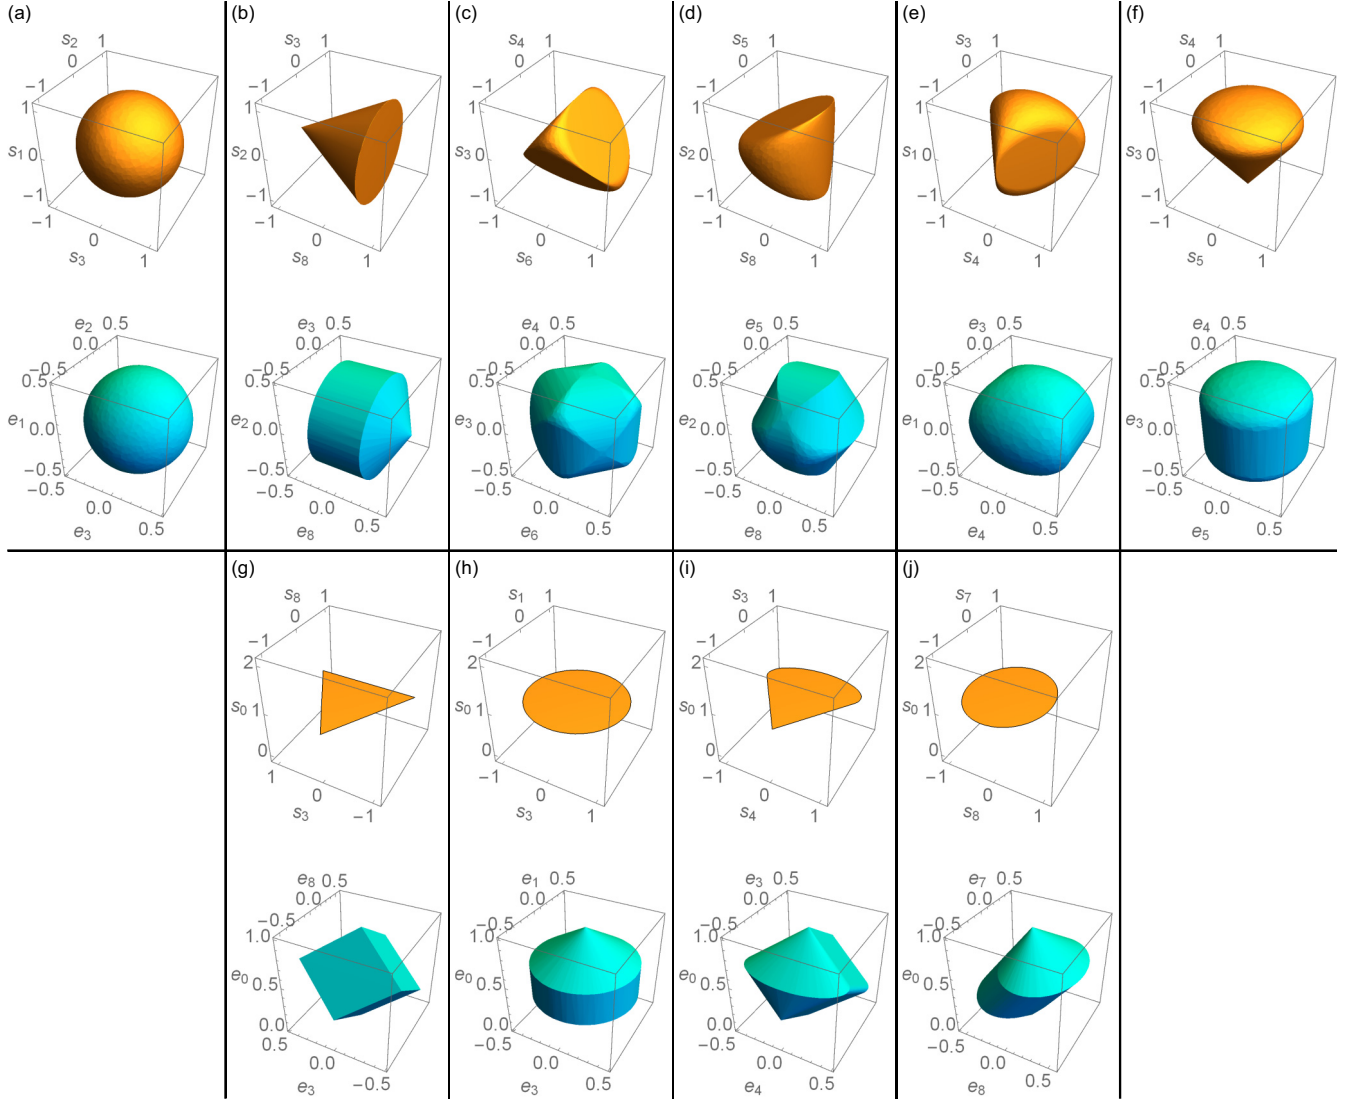 (a) (b) (c) (d) (e) (f)
s2 1 0 −1 1 s1 0 −1 −1 0 1 s3
s3 1 0 −1 1 s2 0 −1 −1 0 1 s8
s4 1 0 −1 1 s3 0 −1 −1 0 1 s6
s5 1 0 −1 1 s2 0 −1 −1 0 1 s8
s3 1 0 −1 1 s1 0 −1 −1 0 1 s4
s4 1 0 −1 1 s3 0 −1 −1 0 1 s5
e2 0.5 0.0 −0.5 0.5 e1 0.0 −0.5 −0.5 0.0 0.5 e3
e3 0.5 0.0 −0.5 0.5 e2 0.0 −0.5 −0.5 0.0 0.5 e8
e4 0.5 0.0 −0.5 0.5 e3 0.0 −0.5 −0.5 0.0 0.5 e6
e5 0.5 0.0 −0.5 0.5 e2 0.0 −0.5 −0.5 0.0 0.5 e8
e3 0.5 0.0 −0.5 0.5 e1 0.0 −0.5 −0.5 0.0 0.5 e4
e4 0.5 0.0 −0.5 0.5 e3 0.0 −0.5 −0.5 0.0 0.5 e5
(g) (h) (i) (j)
s8 1 0 −1 2 s0 1 0 1 0 −1 s3
s1 1 0 −1 2 s0 1 0 −1 0 1 s3
s3 1 0 −1 2 s0 1 0 −1 0 1 s4
s7 1 0 −1 2 s0 1 0 −1 0 1 s8
e8 0.5 0.0 −0.5 1.0 e0 0.5 0.0 0.5 0.0 −0.5 e3
e1 0.5 0.0 −0.5 1.0 e0 0.5 0.0 −0.5 0.0 0.5 e3
e3 0.5 0.0 −0.5 1.0 e0 0.5 0.0 −0.5 0.0 0.5 e4
e7 0.5 0.0 −0.5 1.0 e0 0.5 0.0 −0.5 0.0 0.5 e8